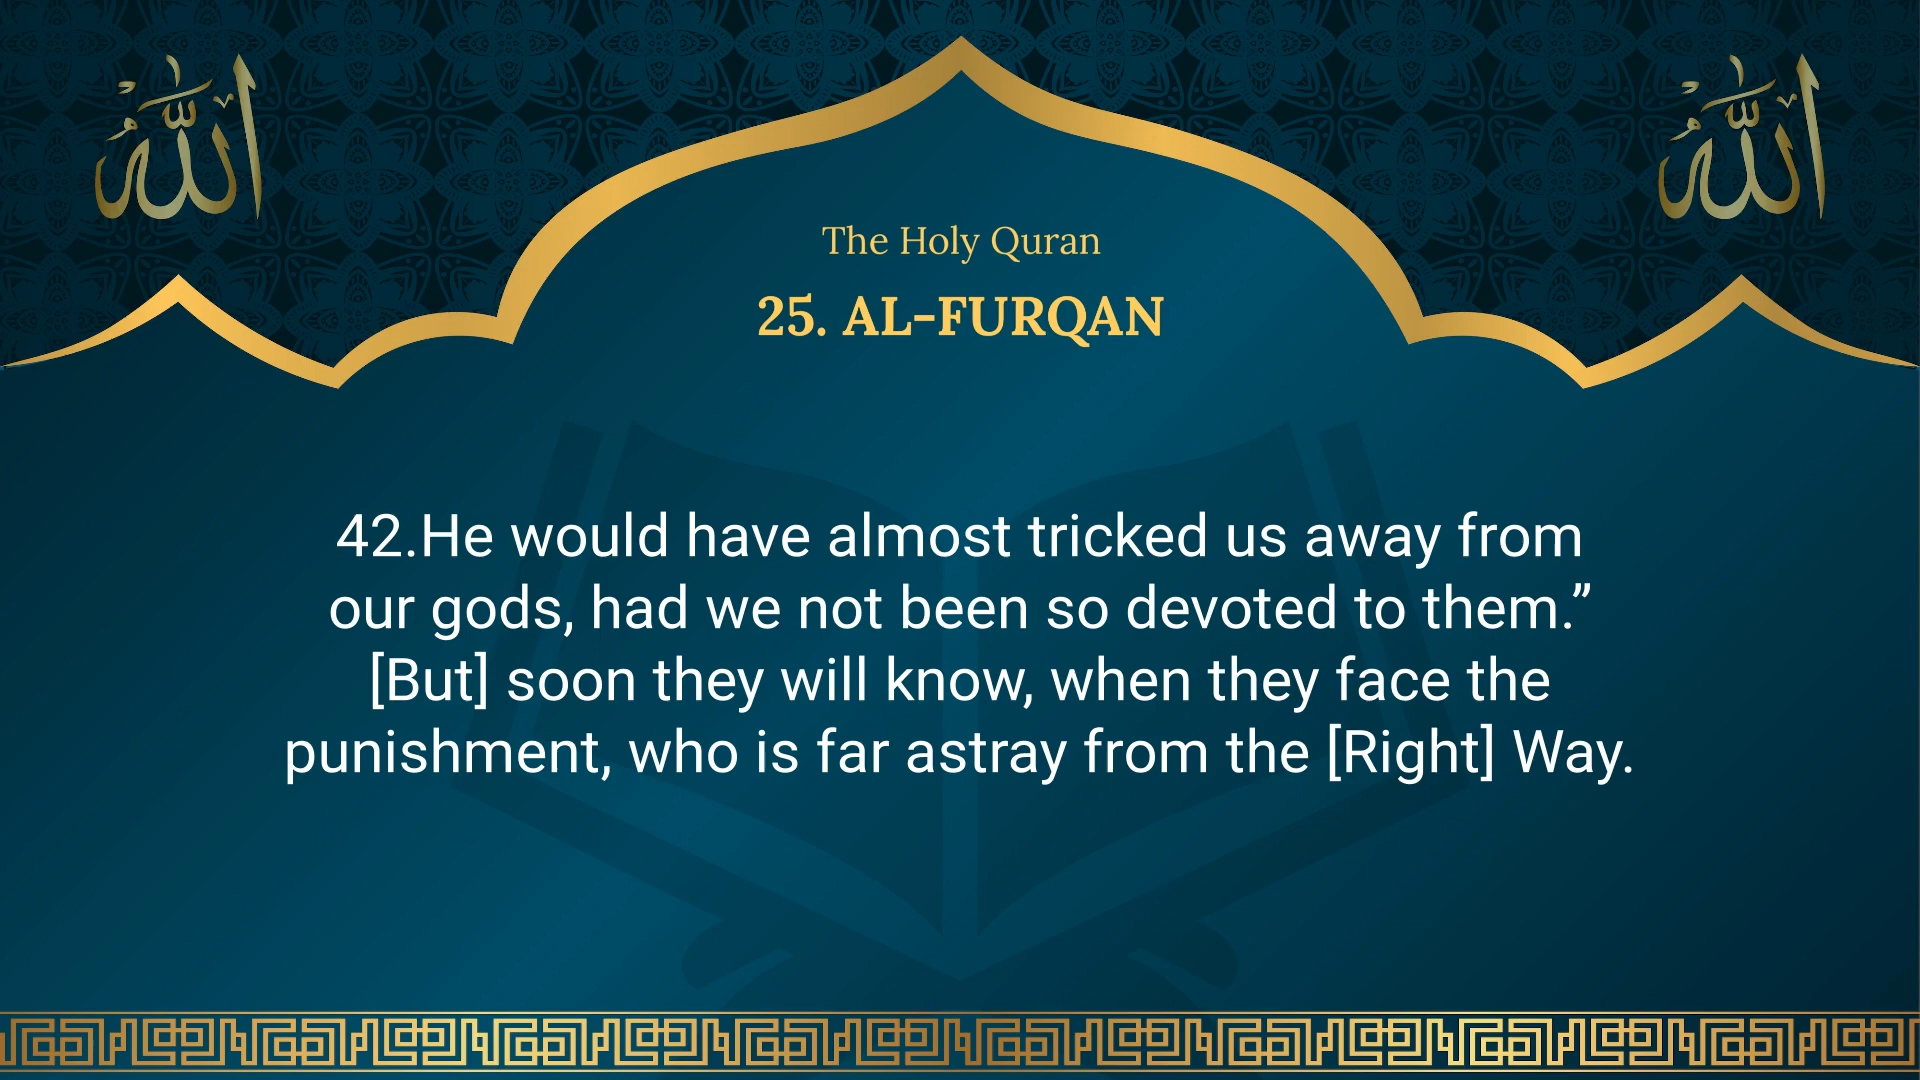 الله
الله
The Holy Quran
25. AL-FURQAN
42.He would have almost tricked us away from
our gods, had we not been so devoted to them.”
[But] soon they will know, when they face the
punishment, who is far astray from the [Right] Way.